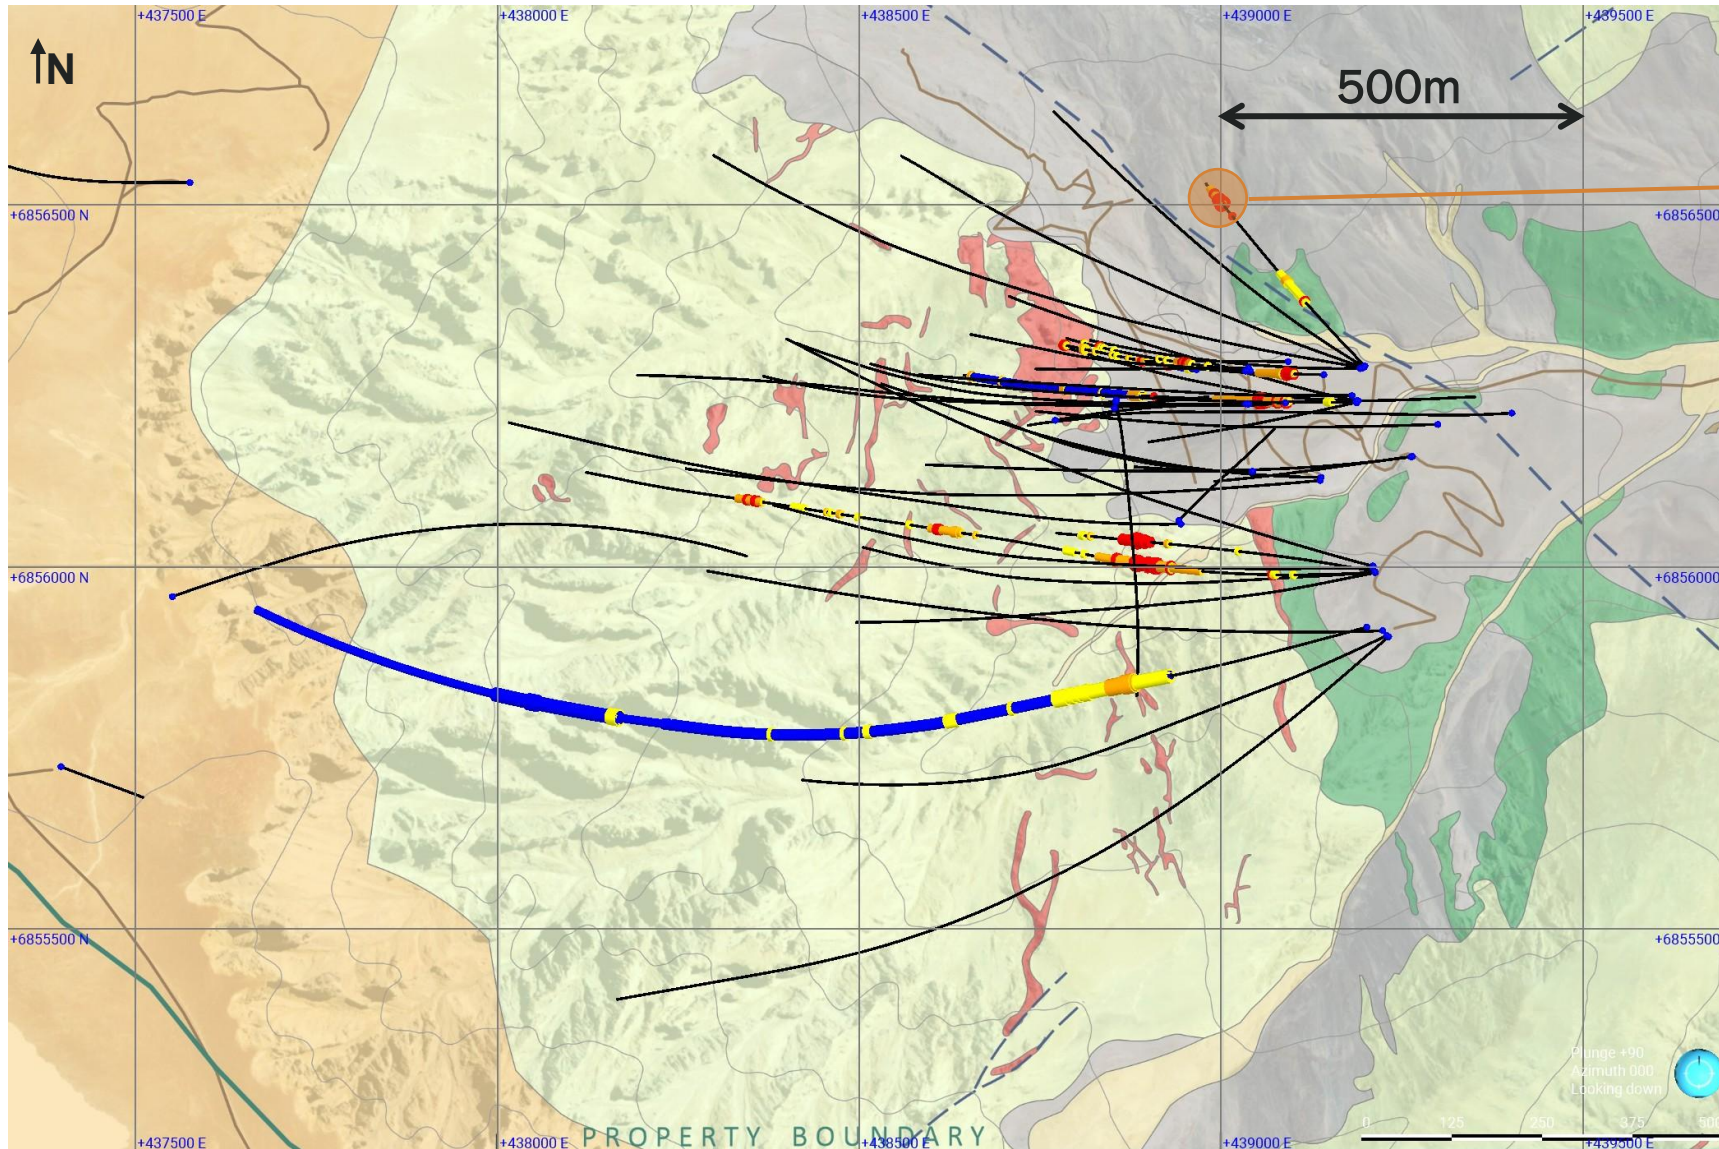 +437500 E +438000 E +438500 E +439000 E +439500 E
N
500m
+6856500 N +6856500
+6856000 N +6856000
+6855500 N +6855500
Plunge +90
Azimuth 000
Looking down
0 125 250 375 500
PROPERTY BOUNDARY
+437500 E +438000 E +438500 E +439000 E +439500 E